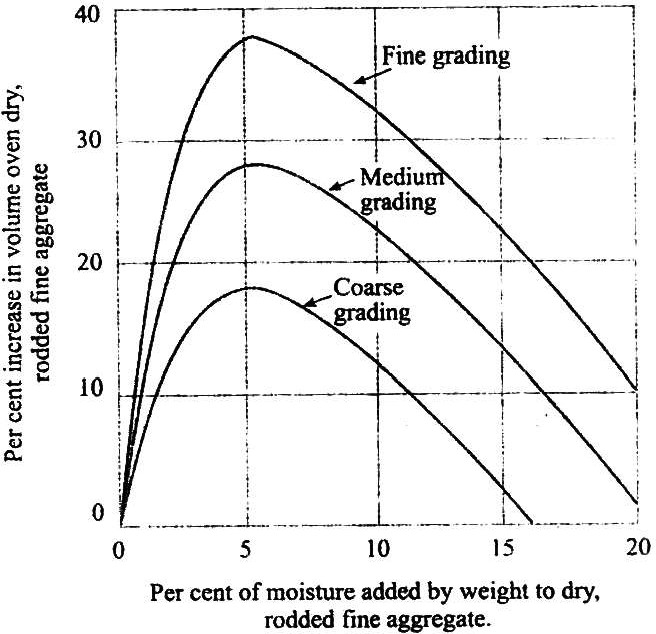 40
30
20
10
0
Per cent increase in volume oven dry,
rodded fine aggregate
Fine grading
Medium
grading
Coarse
grading
0 5 10 15 20
Per cent of moisture added by weight to dry,
rodded fine aggregate.